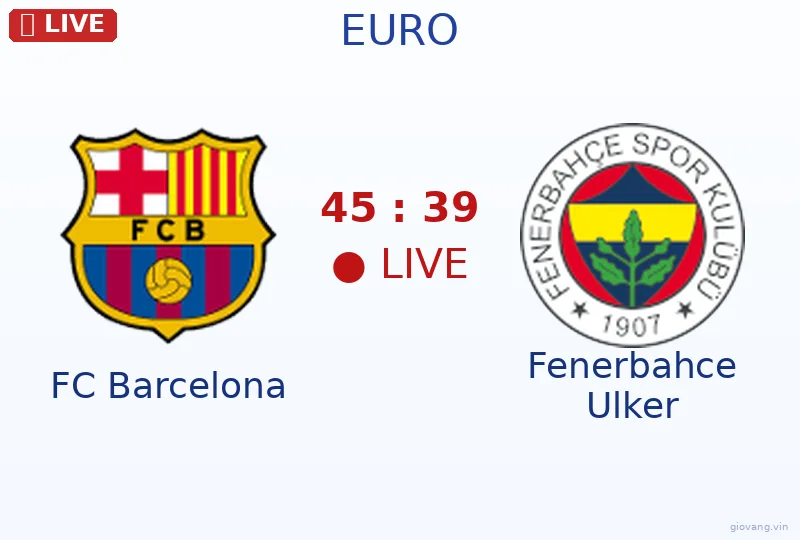 LIVE
EURO
FCB
FENERBAHÇE SPOR KULÜBÜ
1907
45 : 39
LIVE
FC Barcelona
Fenerbahce
Ulker
giovang.vin